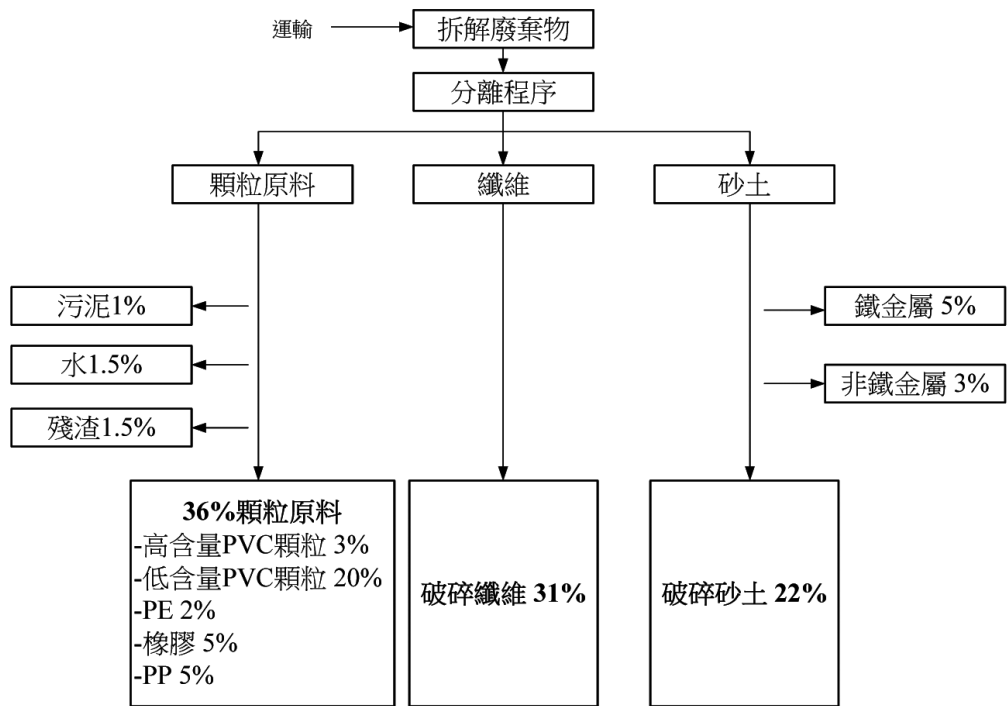 運輸
拆解廢棄物
分離程序
顆粒原料
纖維
砂土
污泥1%
水1.5%
殘渣1.5%
鐵金屬 5%
非鐵金屬 3%
36%顆粒原料
-高含量PVC顆粒 3%
-低含量PVC顆粒 20%
-PE 2%
-橡膠 5%
-PP 5%
破碎纖維 31%
破碎砂土 22%